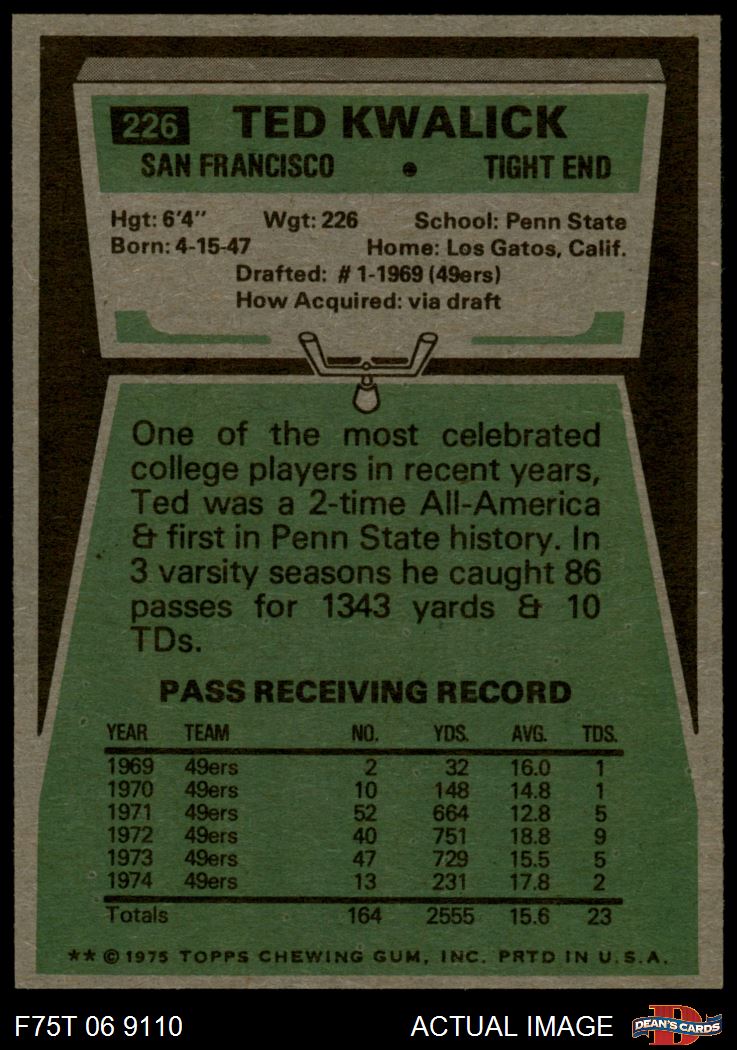 226 TED KWALICK
SAN FRANCISCO • TIGHT END
Hgt: 6'4" Wgt: 226 School: Penn State
Born: 4-15-47 Home: Los Gatos, Calif.
Drafted: #1-1969 (49ers)
How Acquired: via draft
One of the most celebrated
college players in recent years,
Ted was a 2-time All-America
& first in Penn State history. In
3 varsity seasons he caught 86
passes for 1343 yards & 10
TDs.
PASS RECEIVING RECORD
YEAR TEAM NO. YDS. AVG. TDS.
1969 49ers 2 32 16.0 1
1970 49ers 10 148 14.8 1
1971 49ers 52 664 12.8 5
1972 49ers 40 751 18.8 9
1973 49ers 47 729 15.5 5
1974 49ers 13 231 17.8 2
Totals 164 2555 15.6 23
** © 1975 TOPPS CHEWING GUM, INC. PRTD IN U.S.A.
F75T 06 9110 ACTUAL IMAGE D DEAN'S CARDS